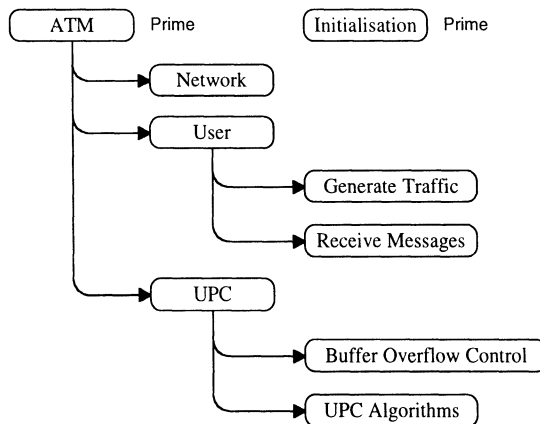 ATM Prime Initialisation Prime
Network
User
Generate Traffic
Receive Messages
UPC
Buffer Overflow Control
UPC Algorithms